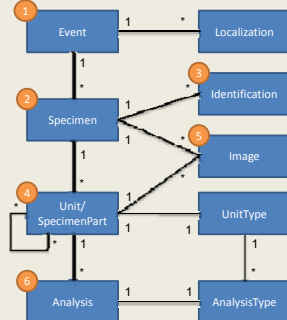 1
Event
1
*
Localization
1
*
3
2
Specimen
1
*
Identification
1
*
5
Image
1
*
*
4
Unit/
SpecimenPart
1
1
UnitType
*
*
1
1
*
*
6
Analysis
1
1
AnalysisType